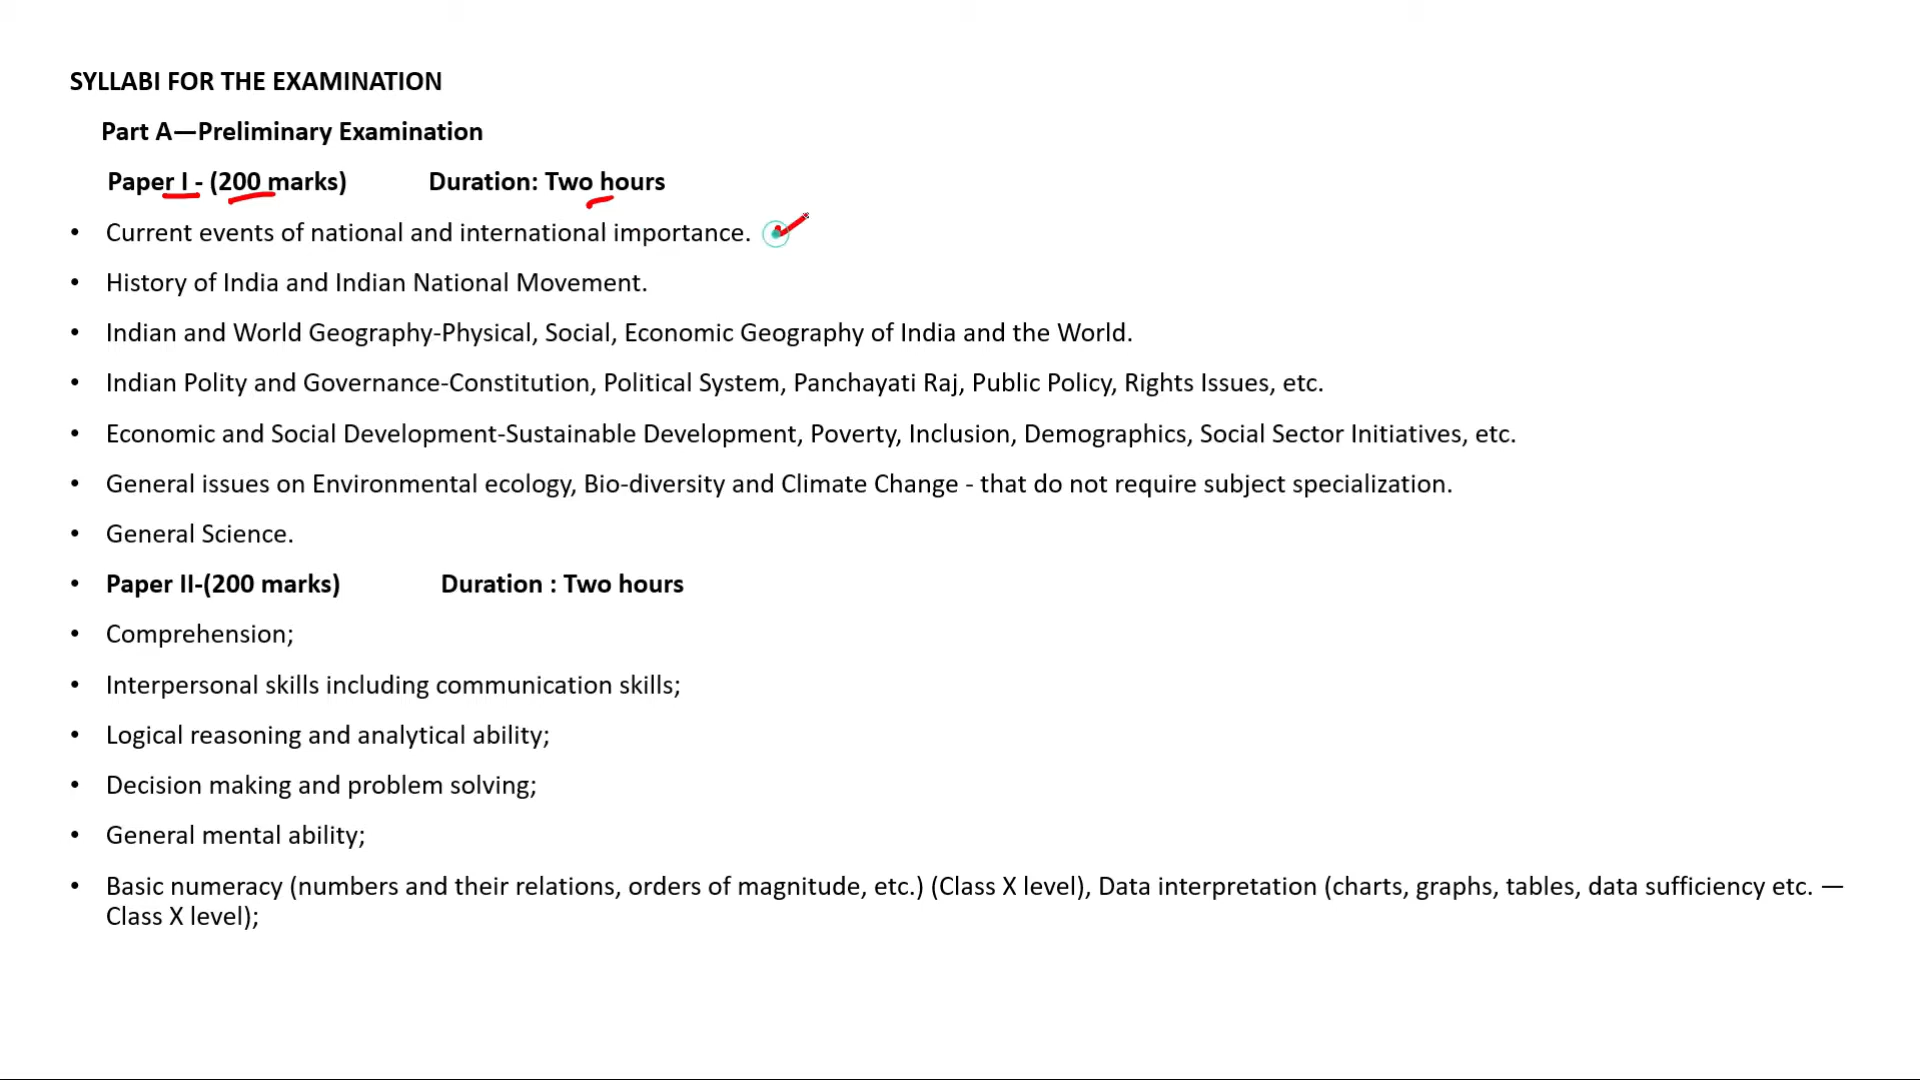 SYLLABI FOR THE EXAMINATION
Part A—Preliminary Examination
Paper I - (200 marks) Duration: Two hours
• Current events of national and international importance.
• History of India and Indian National Movement.
• Indian and World Geography-Physical, Social, Economic Geography of India and the World.
• Indian Polity and Governance-Constitution, Political System, Panchayati Raj, Public Policy, Rights Issues, etc.
• Economic and Social Development-Sustainable Development, Poverty, Inclusion, Demographics, Social Sector Initiatives, etc.
• General issues on Environmental ecology, Bio-diversity and Climate Change - that do not require subject specialization.
• General Science.
• Paper II-(200 marks) Duration : Two hours
• Comprehension;
• Interpersonal skills including communication skills;
• Logical reasoning and analytical ability;
• Decision making and problem solving;
• General mental ability;
• Basic numeracy (numbers and their relations, orders of magnitude, etc.) (Class X level), Data interpretation (charts, graphs, tables, data sufficiency etc. —
Class X level);